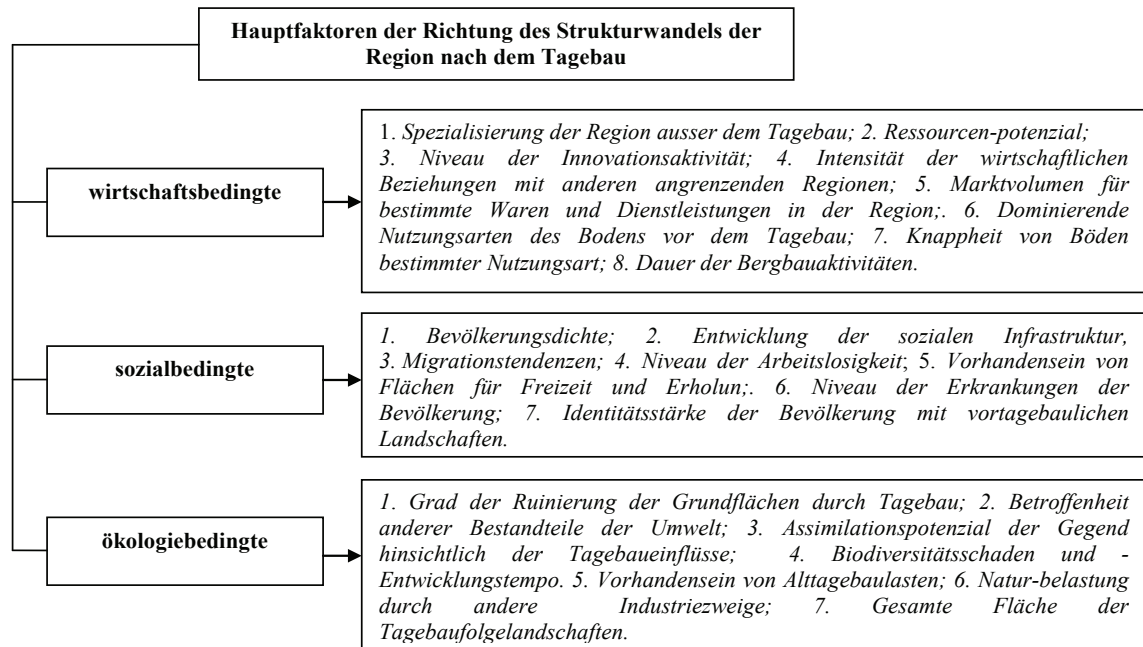 Hauptfaktoren der Richtung des Strukturwandels der
Region nach dem Tagebau
wirtschaftsbedingte
1. Spezialisierung der Region ausser dem Tagebau; 2. Ressourcen-potenzial;
3. Niveau der Innovationsaktivität; 4. Intensität der wirtschaftlichen
Beziehungen mit anderen angrenzenden Regionen; 5. Marktvolumen für
bestimmte Waren und Dienstleistungen in der Region;. 6. Dominierende
Nutzungsarten des Bodens vor dem Tagebau; 7. Knappheit von Böden
bestimmter Nutzungsart; 8. Dauer der Bergbauaktivitäten.
sozialbedingte
1. Bevölkerungsdichte; 2. Entwicklung der sozialen Infrastruktur,
3. Migrationstendenzen; 4. Niveau der Arbeitslosigkeit; 5. Vorhandensein von
Flächen für Freizeit und Erholun;. 6. Niveau der Erkrankungen der
Bevölkerung; 7. Identitätsstärke der Bevölkerung mit vortagebaulichen
Landschaften.
ökologiebedingte
1. Grad der Ruinierung der Grundflächen durch Tagebau; 2. Betroffenheit
anderer Bestandteile der Umwelt; 3. Assimilationspotenzial der Gegend
hinsichtlich der Tagebaueinflüsse; 4. Biodiversitätsschaden und -
Entwicklungstempo. 5. Vorhandensein von Alttagebaulasten; 6. Natur-belastung
durch andere Industriezweige; 7. Gesamte Fläche der
Tagebaufolgelandschaften.